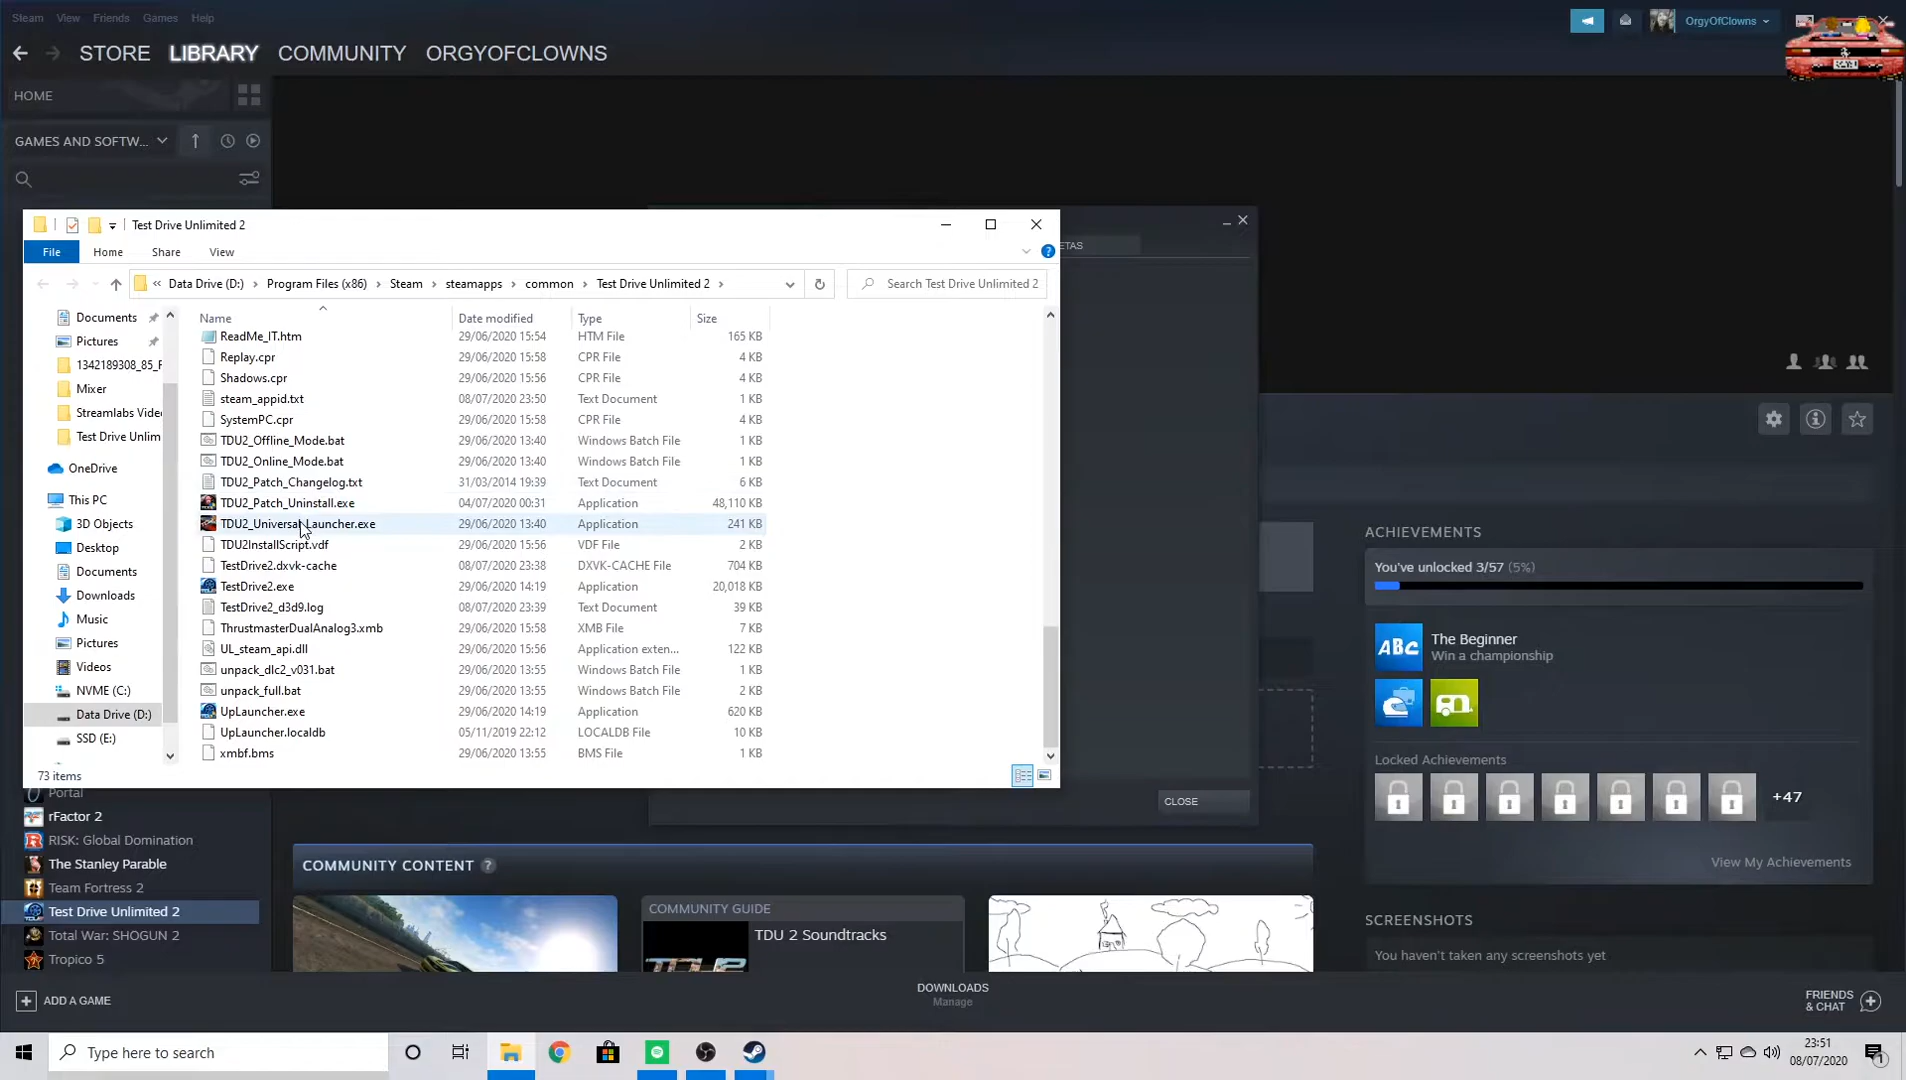 Steam View Friends Games Help
OrgyOfClowns
STORE LIBRARY COMMUNITY ORGYOFCLOWNS
HOME
GAMES AND SOFTW...
Test Drive Unlimited 2
File Home Share View
ETAS
« Data Drive (D:) > Program Files (x86) > Steam > steamapps > common > Test Drive Unlimited 2 >
Search Test Drive Unlimited 2
Documents
Pictures
1342189308_85_F
Mixer
Streamlabs Vide
Test Drive Unlim
OneDrive
This PC
3D Objects
Desktop
Documents
Downloads
Music
Pictures
Videos
NVME (C:)
Data Drive (D:)
SSD (E:)
Name Date modified Type Size
ReadMe_IT.htm 29/06/2020 15:54 HTM File 165 KB
Replay.cpr 29/06/2020 15:58 CPR File 4 KB
Shadows.cpr 29/06/2020 15:56 CPR File 4 KB
steam_appid.txt 08/07/2020 23:50 Text Document 1 KB
SystemPC.cpr 29/06/2020 15:58 CPR File 4 KB
TDU2_Offline_Mode.bat 29/06/2020 13:40 Windows Batch File 1 KB
TDU2_Online_Mode.bat 29/06/2020 13:40 Windows Batch File 1 KB
TDU2_Patch_Changelog.txt 31/03/2014 19:39 Text Document 6 KB
TDU2_Patch_Uninstall.exe 04/07/2020 00:31 Application 48,110 KB
TDU2_Universal_Launcher.exe 29/06/2020 13:40 Application 241 KB
TDU2InstallScript.vdf 29/06/2020 15:56 VDF File 2 KB
TestDrive2.dxvk-cache 08/07/2020 23:38 DXVK-CACHE File 704 KB
TestDrive2.exe 29/06/2020 14:19 Application 20,018 KB
TestDrive2_d3d9.log 08/07/2020 23:39 Text Document 39 KB
ThrustmasterDualAnalog3.xmb 29/06/2020 15:58 XMB File 7 KB
UL_steam_api.dll 29/06/2020 15:56 Application exten... 122 KB
unpack_dlc2_v031.bat 29/06/2020 13:55 Windows Batch File 1 KB
unpack_full.bat 29/06/2020 13:55 Windows Batch File 2 KB
UpLauncher.exe 29/06/2020 14:19 Application 620 KB
UpLauncher.localdb 05/11/2019 22:12 LOCALDB File 10 KB
xmbf.bms 29/06/2020 13:55 BMS File 1 KB
73 items
CLOSE
ACHIEVEMENTS
You've unlocked 3/57 (5%)
ABC
The Beginner
Win a championship
Locked Achievements
+47
View My Achievements
SCREENSHOTS
You haven't taken any screenshots yet
Portal
rFactor 2
RISK: Global Domination
The Stanley Parable
Team Fortress 2
Test Drive Unlimited 2
Total War: SHOGUN 2
Tropico 5
COMMUNITY CONTENT ?
COMMUNITY GUIDE
TDU 2 Soundtracks
TDU2
ADD A GAME
DOWNLOADS
Manage
FRIENDS
& CHAT
Type here to search
23:51
08/07/2020
1